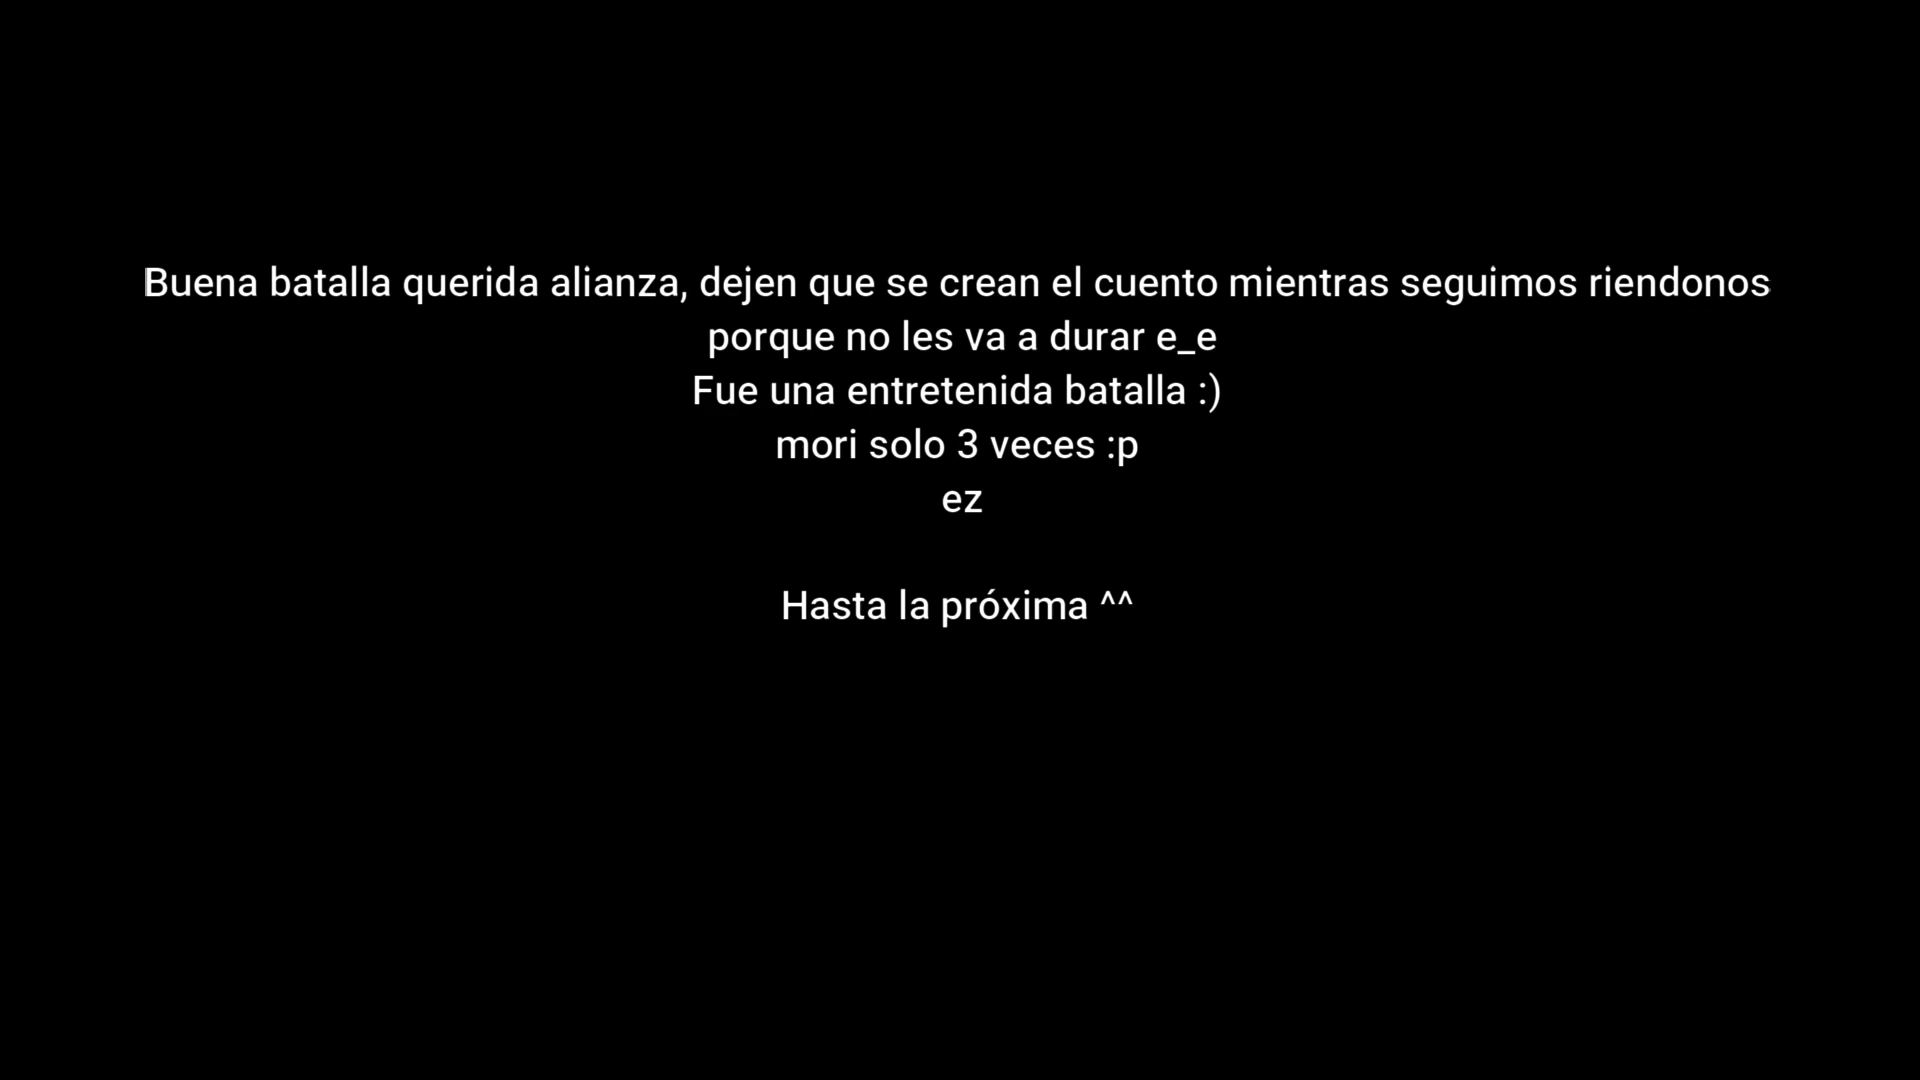 Buena batalla querida alianza, dejen que se crean el cuento mientras seguimos riendonos
porque no les va a durar e_e
Fue una entretenida batalla :)
mori solo 3 veces :p
ez
Hasta la próxima ^^